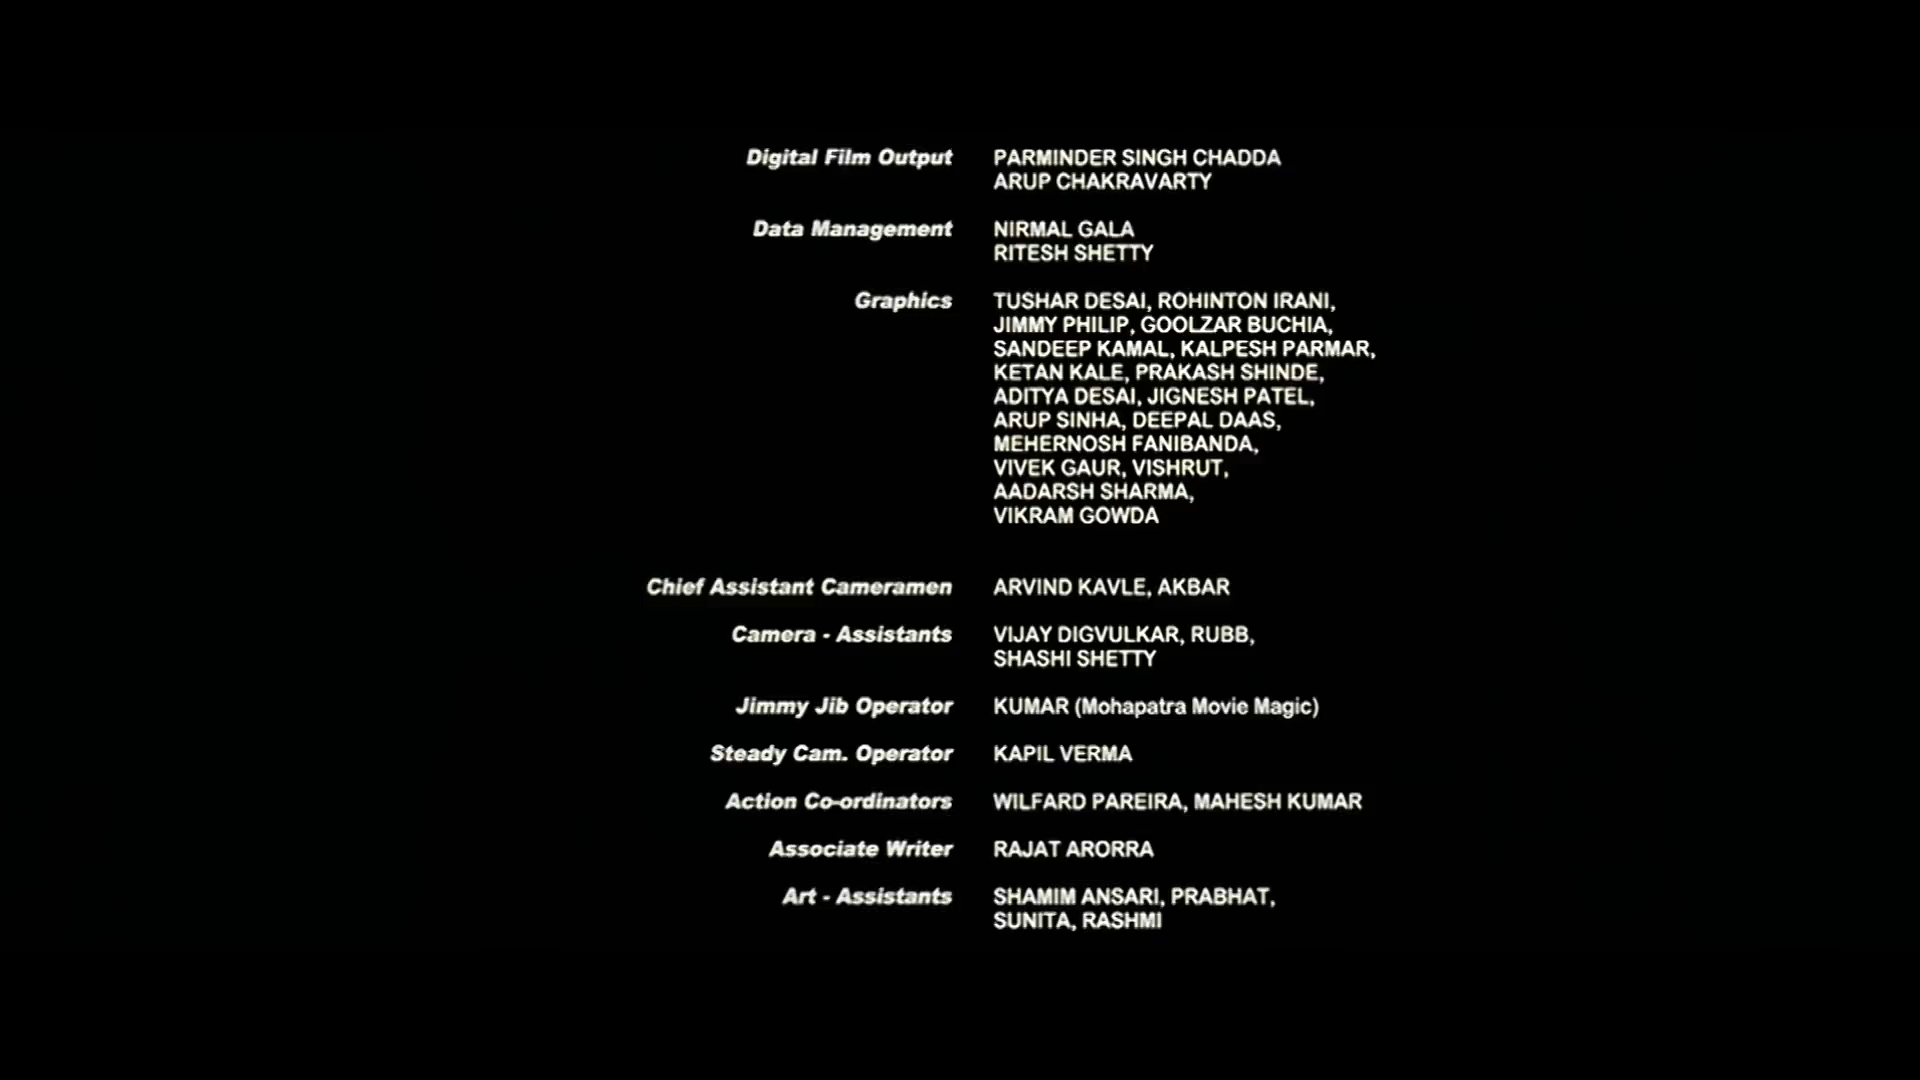 Digital Film Output PARMINDER SINGH CHADDA
ARUP CHAKRAVARTY
Data Management NIRMAL GALA
RITESH SHETTY
Graphics TUSHAR DESAI, ROHINTON IRANI,
JIMMY PHILIP, GOOLZAR BUCHIA,
SANDEEP KAMAL, KALPESH PARMAR,
KETAN KALE, PRAKASH SHINDE,
ADITYA DESAI, JIGNESH PATEL,
ARUP SINHA, DEEPAL DAAS,
MEHERNOSH FANIBANDA,
VIVEK GAUR, VISHRUT,
AADARSH SHARMA,
VIKRAM GOWDA
Chief Assistant Cameramen ARVIND KAVLE, AKBAR
Camera - Assistants VIJAY DIGVULKAR, RUBB,
SHASHI SHETTY
Jimmy Jib Operator KUMAR (Mohapatra Movie Magic)
Steady Cam. Operator KAPIL VERMA
Action Co-ordinators WILFARD PAREIRA, MAHESH KUMAR
Associate Writer RAJAT ARORRA
Art - Assistants SHAMIM ANSARI, PRABHAT,
SUNITA, RASHMI